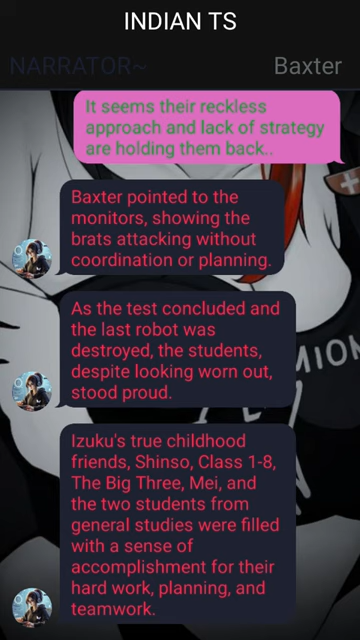 INDIAN TS
NARRATOR~ Baxter
It seems their reckless
approach and lack of strategy
are holding them back..
Baxter pointed to the
monitors, showing the
brats attacking without
coordination or planning.
As the test concluded and
the last robot was
destroyed, the students,
despite looking worn out,
stood proud.
Izuku's true childhood
friends, Shinso, Class 1-8,
The Big Three, Mei, and
the two students from
general studies were filled
with a sense of
accomplishment for their
hard work, planning, and
teamwork.